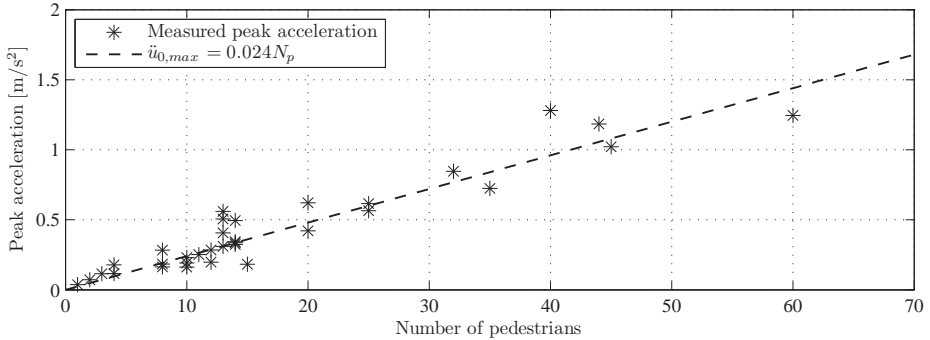 2
Measured peak acceleration
ü₀,ₘₐₓ = 0.024Nₚ
1.5
1
0.5
0
Peak acceleration [m/s²]
0 10 20 30 40 50 60 70
Number of pedestrians